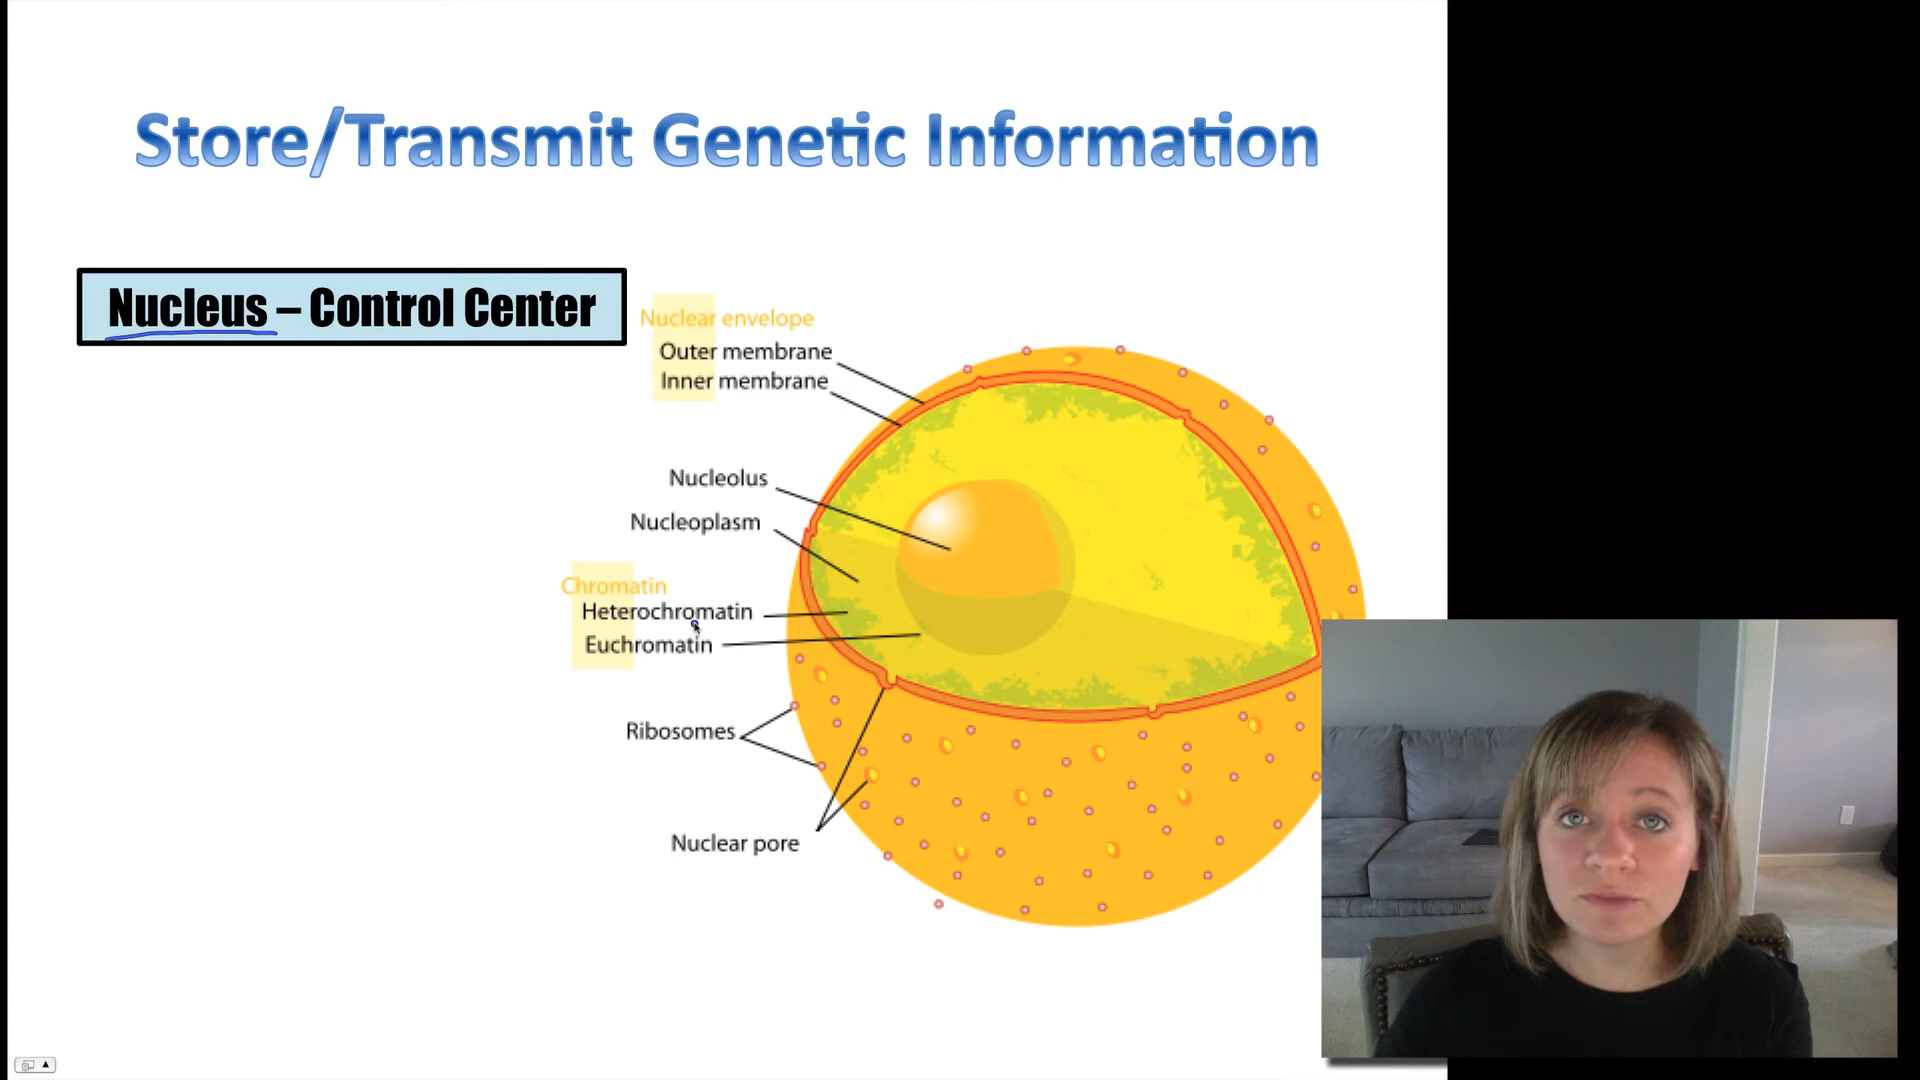 Store/Transmit Genetic Information
Nucleus – Control Center
Nuclear envelope
Outer membrane
Inner membrane
Nucleolus
Nucleoplasm
Chromatin
Heterochromatin
Euchromatin
Ribosomes
Nuclear pore